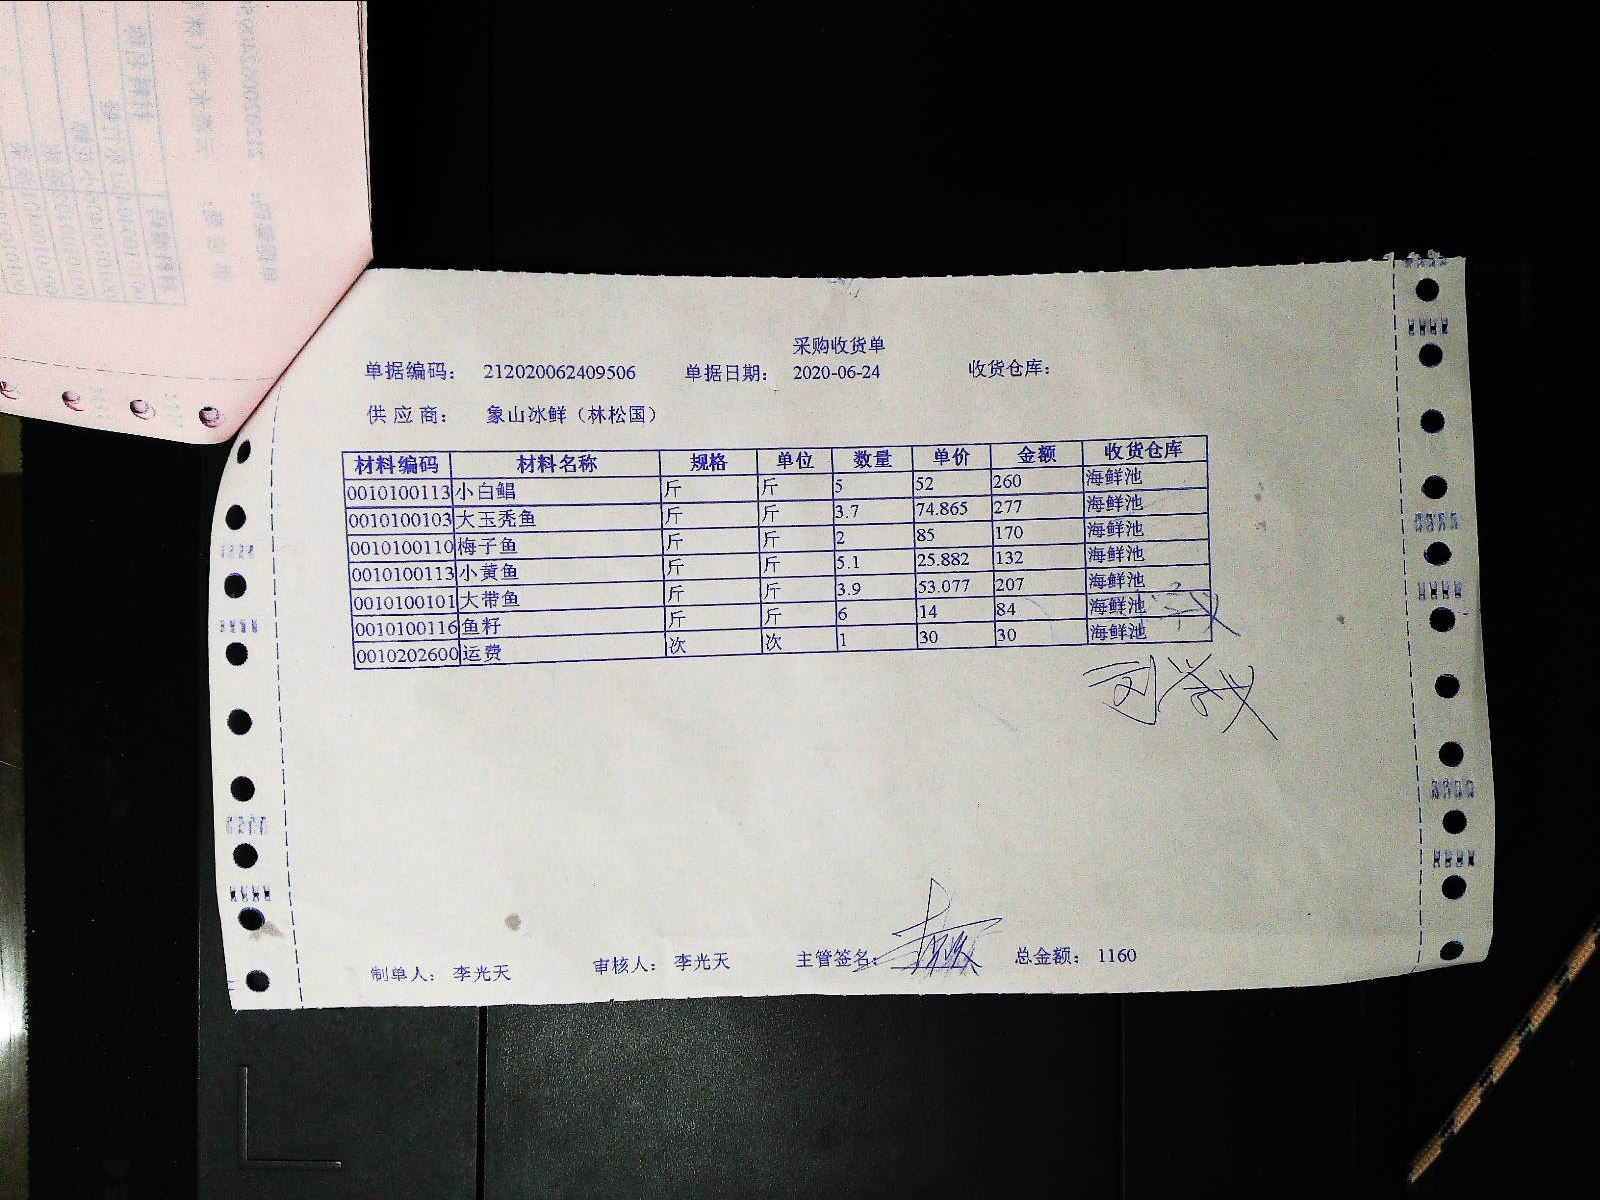 采购收货单
单据编码： 212020062409506 单据日期： 2020-06-24 收货仓库：
供应商： 象山冰鲜（林松国）
材料编码 材料名称 规格 单位 数量 单价 金额 收货仓库
0010100113 小白鲳 斤 斤 5 52 260 海鲜池
0010100103 大玉秃鱼 斤 斤 3.7 74.865 277 海鲜池
0010100110 梅子鱼 斤 斤 2 85 170 海鲜池
0010100113 小黄鱼 斤 斤 5.1 25.882 132 海鲜池
0010100101 大带鱼 斤 斤 3.9 53.077 207 海鲜池
0010100116 鱼籽 斤 斤 6 14 84 海鲜池
0010202600 运费 次 次 1 30 30 海鲜池
制单人： 李光天 审核人： 李光天 主管签名： 总金额： 1160